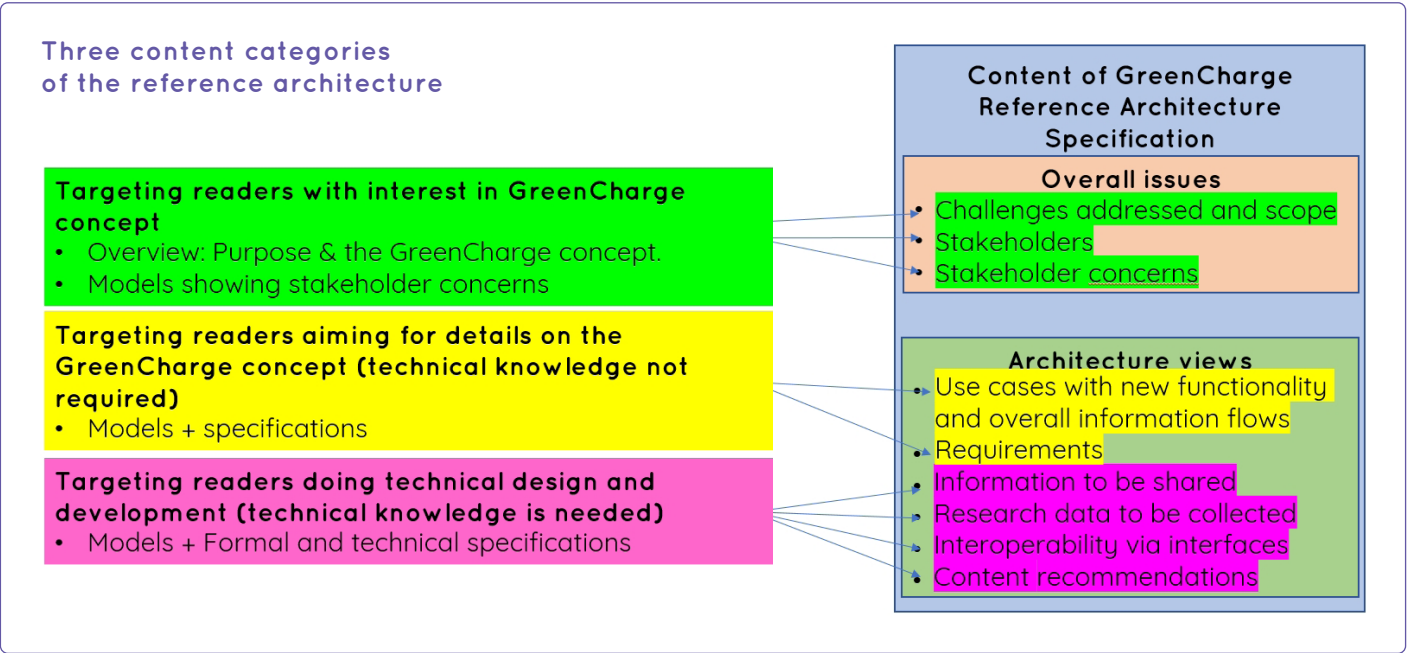 Three content categories
of the reference architecture
Targeting readers with interest in GreenCharge
concept
• Overview: Purpose & the GreenCharge concept.
• Models showing stakeholder concerns
Targeting readers aiming for details on the
GreenCharge concept (technical knowledge not
required)
• Models + specifications
Targeting readers doing technical design and
development (technical knowledge is needed)
• Models + Formal and technical specifications
Content of GreenCharge
Reference Architecture
Specification
Overall issues
• Challenges addressed and scope
• Stakeholders
• Stakeholder concerns
Architecture views
• Use cases with new functionality
and overall information flows
• Requirements
• Information to be shared
• Research data to be collected
• Interoperability via interfaces
• Content recommendations